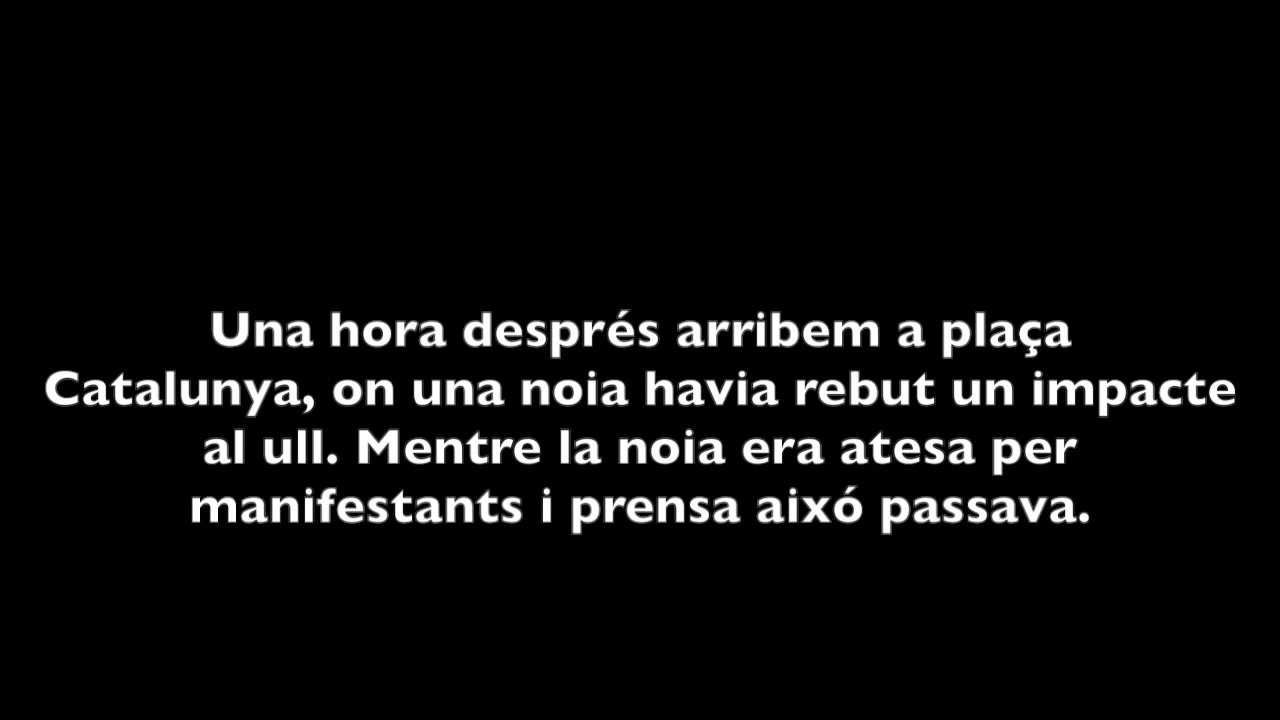 Una hora després arribem a plaça
Catalunya, on una noia havia rebut un impacte
al ull. Mentre la noia era atesa per
manifestants i prensa aixó passava.